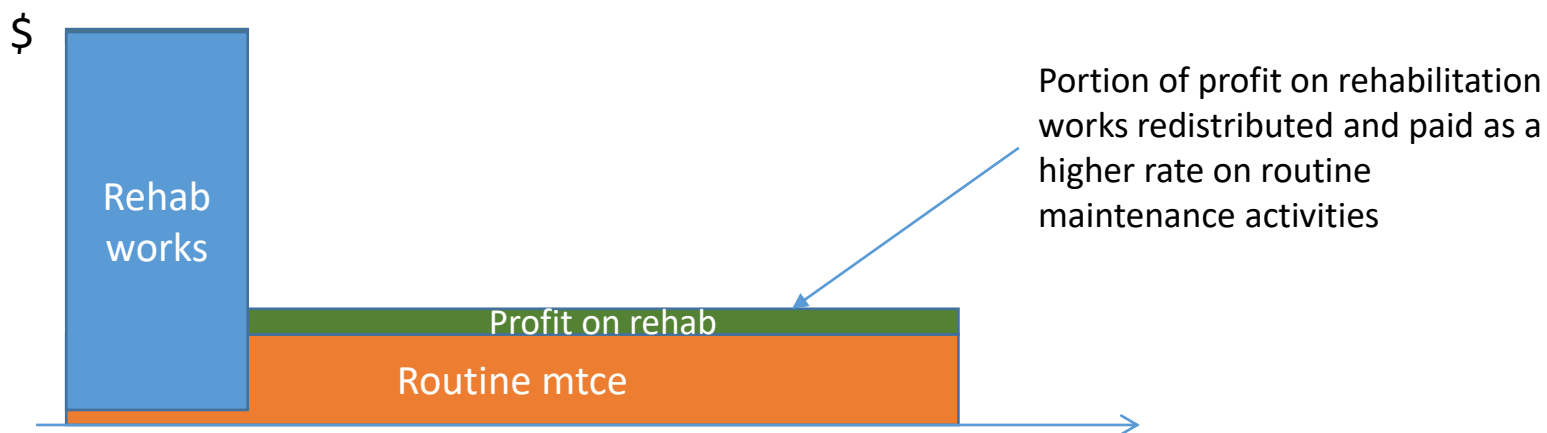 $
Rehab
works
Portion of profit on rehabilitation
works redistributed and paid as a
higher rate on routine
maintenance activities
Profit on rehab
Routine mtce